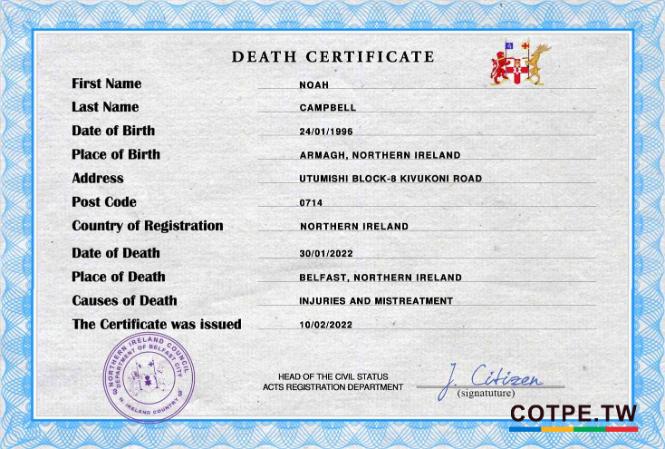 DEATH CERTIFICATE
First Name NOAH
Last Name CAMPBELL
Date of Birth 24/01/1996
Place of Birth ARMAGH, NORTHERN IRELAND
Address UTUMISHI BLOCK-8 KIVUKONI ROAD
Post Code 0714
Country of Registration NORTHERN IRELAND
Date of Death 30/01/2022
Place of Death BELFAST, NORTHERN IRELAND
Causes of Death INJURIES AND MISTREATMENT
The Certificate was issued 10/02/2022
NORTHERN IRELAND COUNCIL
DEPARTMENT OF BELFAST CITY
N. IRELAND COUNTRY
HEAD OF THE CIVIL STATUS
ACTS REGISTRATION DEPARTMENT
J. Citizen
(signatuture)
COTPE.TW